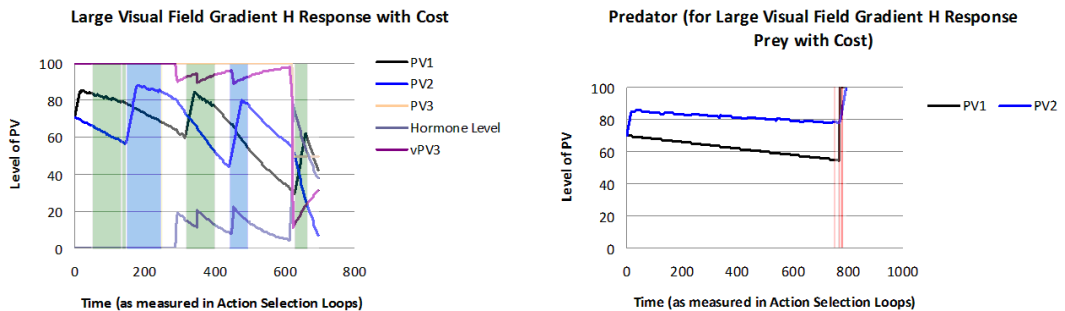 Large Visual Field Gradient H Response with Cost
Level of PV
100
80
60
40
20
0
0 200 400 600 800
Time (as measured in Action Selection Loops)
PV1
PV2
PV3
Hormone Level
vPV3
Predator (for Large Visual Field Gradient H Response
Prey with Cost)
Level of PV
100
80
60
40
20
0
0 200 400 600 800 1000
Time (as measured in Action Selection Loops)
PV1 PV2